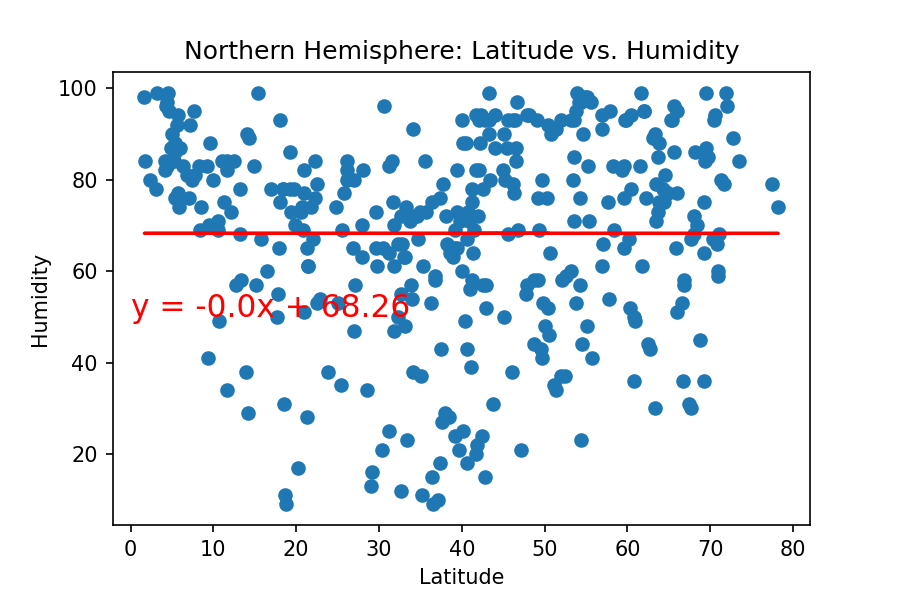 Northern Hemisphere: Latitude vs. Humidity
100
80
60
40
20
Humidity
y = -0.0x + 68.26
0 10 20 30 40 50 60 70 80
Latitude